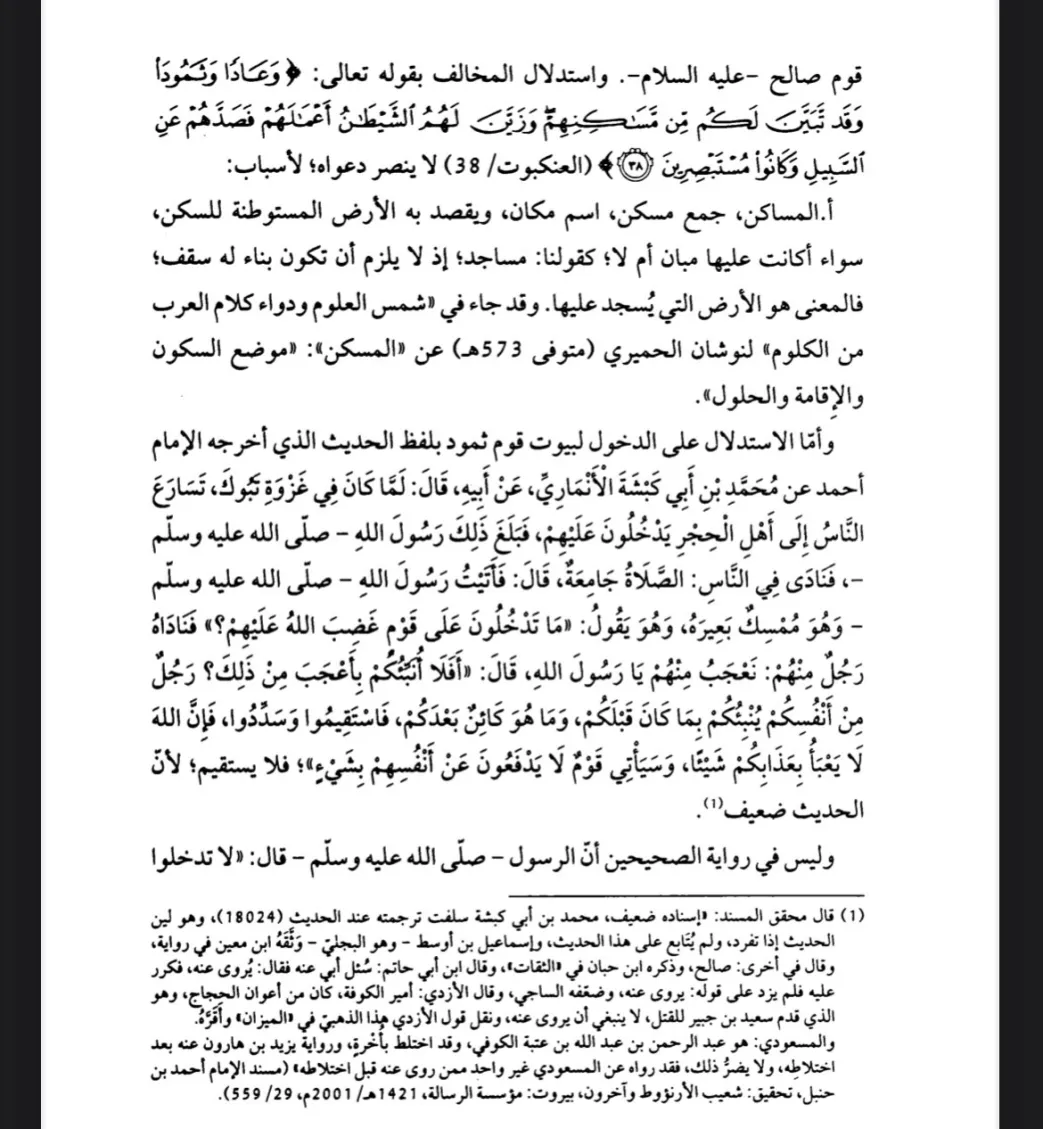 قوم صالح -عليه السلام-. واستدلال المخالف بقوله تعالى: ﴿ وَعَادًا وَثَمُودَا۟
وَقَد تَّبَيَّنَ لَكُم مِّن مَّسَـٰكِنِهِمْ ۖ وَزَيَّنَ لَهُمُ ٱلشَّيْطَـٰنُ أَعْمَـٰلَهُمْ فَصَدَّهُمْ عَنِ
ٱلسَّبِيلِ وَكَانُوا۟ مُسْتَبْصِرِينَ ٣٨ ﴾ (العنكبوت/ 38) لا ينصر دعواه؛ لأسباب:
أ.المساكن، جمع مسكن، اسم مكان، ويقصد به الأرض المستوطنة للسكن،
سواء أكانت عليها مبان أم لا؛ كقولنا: مساجد؛ إذ لا يلزم أن تكون بناء له سقف؛
فالمعنى هو الأرض التي يُسجد عليها. وقد جاء في «شمس العلوم ودواء كلام العرب
من الكلوم» لنوشان الحميري (متوفى 573هـ) عن «المسكن»: «موضع السكون
والإقامة والحلول».
وأمّا الاستدلال على الدخول لبيوت قوم ثمود بلفظ الحديث الذي أخرجه الإمام
أحمد عن مُحَمَّدِ بْنِ أَبِي كَبْشَةَ الْأَنْمَارِيِّ، عَنْ أَبِيهِ، قَالَ: لَمَّا كَانَ فِي غَزْوَةِ تَبُوكَ، تَسَارَعَ
النَّاسُ إِلَى أَهْلِ الْحِجْرِ يَدْخُلُونَ عَلَيْهِمْ، فَبَلَغَ ذَلِكَ رَسُولَ اللهِ – صلّى الله عليه وسلّم
–، فَنَادَى فِي النَّاسِ: الصَّلَاةُ جَامِعَةٌ، قَالَ: فَأَتَيْتُ رَسُولَ اللهِ – صلّى الله عليه وسلّم
– وَهُوَ مُمْسِكٌ بَعِيرَهُ، وَهُوَ يَقُولُ: «مَا تَدْخُلُونَ عَلَى قَوْمٍ غَضِبَ اللهُ عَلَيْهِمْ؟» فَنَادَاهُ
رَجُلٌ مِنْهُمْ: نَعْجَبُ مِنْهُمْ يَا رَسُولَ اللهِ، قَالَ: «أَفَلَا أُنَبِّئُكُمْ بِأَعْجَبَ مِنْ ذَلِكَ؟ رَجُلٌ
مِنْ أَنْفُسِكُمْ يُنْبِئُكُمْ بِمَا كَانَ قَبْلَكُمْ، وَمَا هُوَ كَائِنٌ بَعْدَكُمْ، فَاسْتَقِيمُوا وَسَدِّدُوا، فَإِنَّ اللهَ
لَا يَعْبَأُ بِعَذَابِكُمْ شَيْئًا، وَسَيَأْتِي قَوْمٌ لَا يَدْفَعُونَ عَنْ أَنْفُسِهِمْ بِشَيْءٍ»؛ فلا يستقيم؛ لأنّ
الحديث ضعيف(1).
وليس في رواية الصحيحين أنّ الرسول – صلّى الله عليه وسلّم – قال: «لا تدخلوا
(1) قال محقق المسند: «إسناده ضعيف، محمد بن أبي كبشة سلفت ترجمته عند الحديث (18024)، وهو لين
الحديث إذا تفرد، ولم يُتابع على هذا الحديث، وإسماعيل بن أوسط – وهو البجليّ – وَثَّقَهُ ابن معين في رواية،
وقال في أخرى: صالح، وذكره ابن حبان في «الثقات»، وقال ابن أبي حاتم: سُئل أبي عنه فقال: يُروى عنه، فكرر
عليه فلم يزد على قوله: يروى عنه، وضعّفه الساجي، وقال الأزدي: أمير الكوفة، كان من أعوان الحجاج، وهو
الذي قدم سعيد بن جبير للقتل، لا ينبغي أن يروى عنه، ونقل قول الأزدي هذا الذهبيّ في «الميزان» وأَقَرَّهُ.
والمسعودي: هو عبد الرحمن بن عبد الله بن عتبة الكوفي، وقد اختلط بأَخْرةٍ، ورواية يزيد بن هارون عنه بعد
اختلاطِه، ولا يضرُّ ذلك، فقد رواه عن المسعودي غير واحد ممن روى عنه قبل اختلاطه» (مسند الإمام أحمد بن
حنبل، تحقيق: شعيب الأرنؤوط وآخرون، بيروت: مؤسسة الرسالة، 1421هـ/ 2001م، 29/ 559).